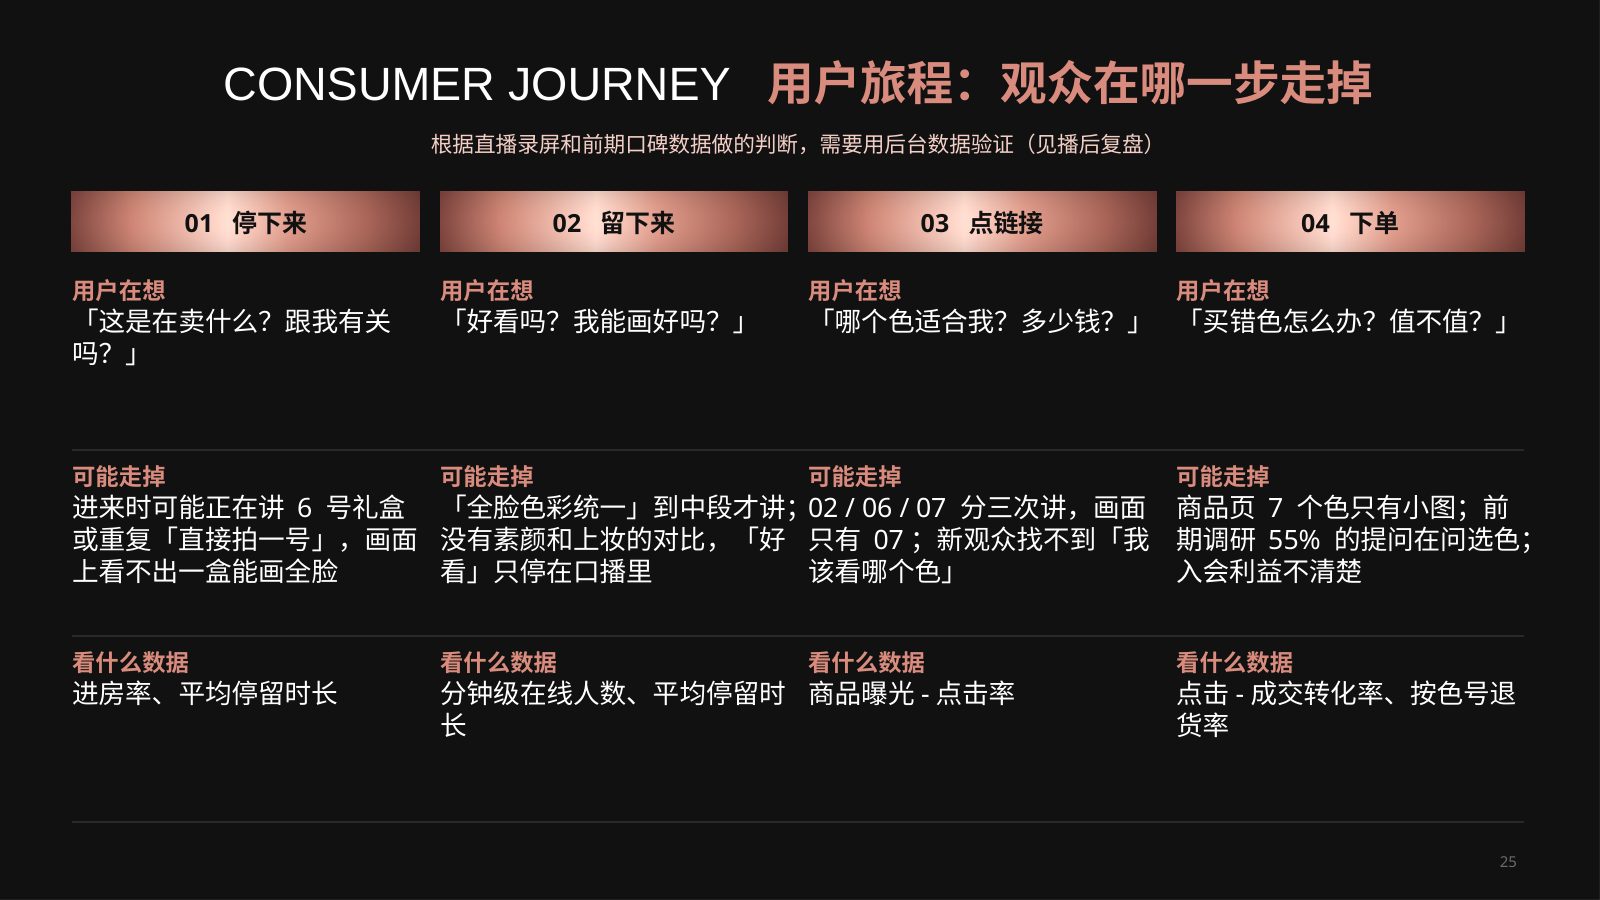 CONSUMER JOURNEY 用户旅程：观众在哪一步走掉
根据直播录屏和前期口碑数据做的判断，需要用后台数据验证（见播后复盘）
01 停下来
用户在想
「这是在卖什么？跟我有关
吗？」
可能走掉
进来时可能正在讲 6 号礼盒
或重复「直接拍一号」，画面
上看不出一盒能画全脸
看什么数据
进房率、平均停留时长
02 留下来
用户在想
「好看吗？我能画好吗？」
可能走掉
「全脸色彩统一」到中段才讲；
没有素颜和上妆的对比，「好
看」只停在口播里
看什么数据
分钟级在线人数、平均停留时
长
03 点链接
用户在想
「哪个色适合我？多少钱？」
可能走掉
02 / 06 / 07 分三次讲，画面
只有 07 ；新观众找不到「我
该看哪个色」
看什么数据
商品曝光 - 点击率
04 下单
用户在想
「买错色怎么办？值不值？」
可能走掉
商品页 7 个色只有小图；前
期调研 55% 的提问在问选色；
入会利益不清楚
看什么数据
点击 - 成交转化率、按色号退
货率
25